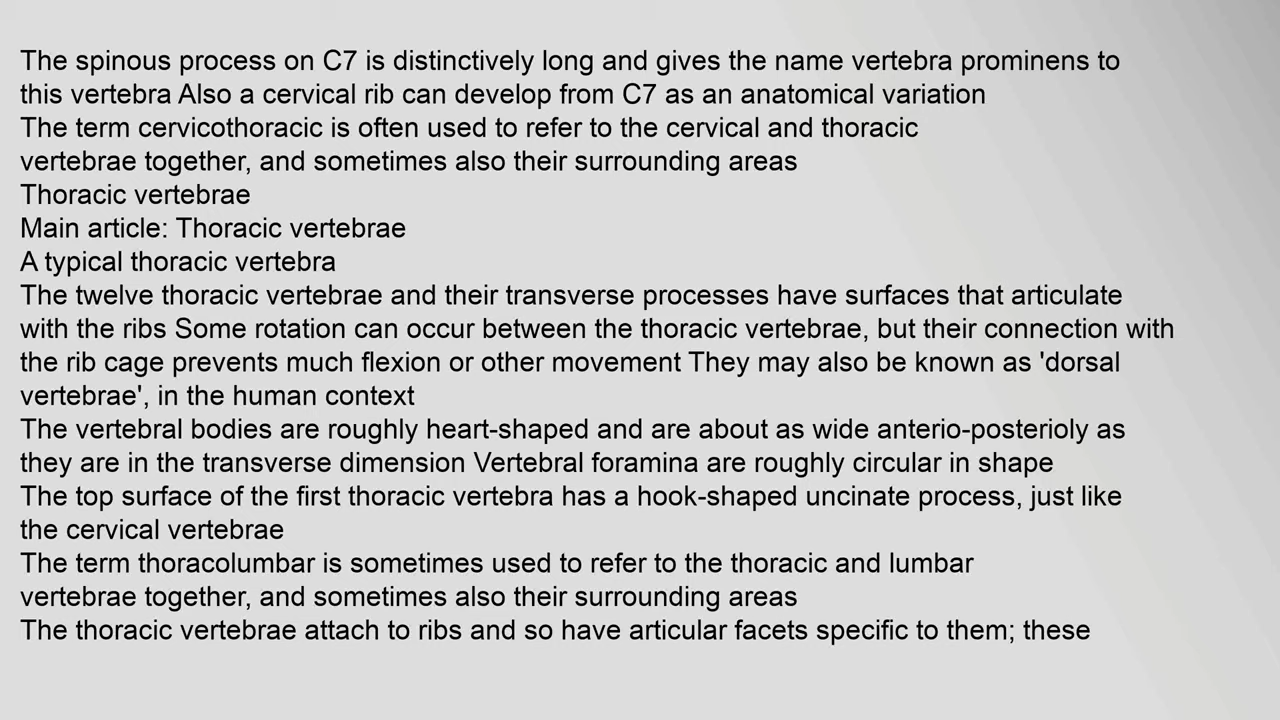 The spinous process on C7 is distinctively long and gives the name vertebra prominens to
this vertebra Also a cervical rib can develop from C7 as an anatomical variation
The term cervicothoracic is often used to refer to the cervical and thoracic
vertebrae together, and sometimes also their surrounding areas
Thoracic vertebrae
Main article: Thoracic vertebrae
A typical thoracic vertebra
The twelve thoracic vertebrae and their transverse processes have surfaces that articulate
with the ribs Some rotation can occur between the thoracic vertebrae, but their connection with
the rib cage prevents much flexion or other movement They may also be known as 'dorsal
vertebrae', in the human context
The vertebral bodies are roughly heart-shaped and are about as wide anterio-posterioly as
they are in the transverse dimension Vertebral foramina are roughly circular in shape
The top surface of the first thoracic vertebra has a hook-shaped uncinate process, just like
the cervical vertebrae
The term thoracolumbar is sometimes used to refer to the thoracic and lumbar
vertebrae together, and sometimes also their surrounding areas
The thoracic vertebrae attach to ribs and so have articular facets specific to them; these